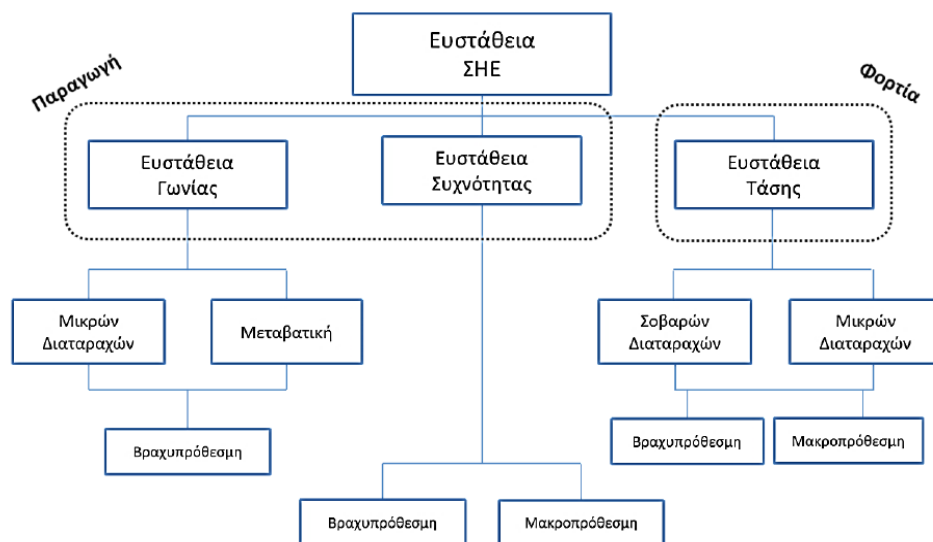 Ευστάθεια
ΣΗΕ
Παραγωγή
Φορτία
Ευστάθεια
Γωνίας
Ευστάθεια
Συχνότητας
Ευστάθεια
Τάσης
Μικρών
Διαταραχών
Μεταβατική
Σοβαρών
Διαταραχών
Μικρών
Διαταραχών
Βραχυπρόθεσμη
Βραχυπρόθεσμη
Μακροπρόθεσμη
Βραχυπρόθεσμη
Μακροπρόθεσμη